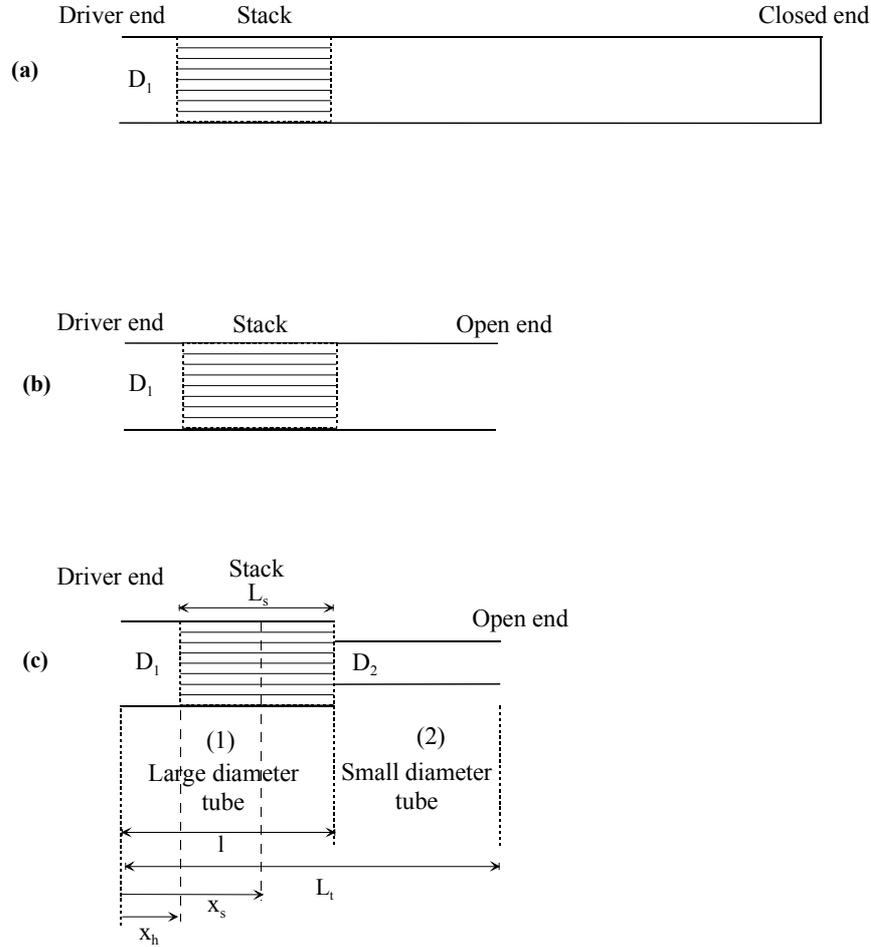 Driver end Stack Closed end
(a) D1
Driver end Stack Open end
(b) D1
Driver end Stack
Ls
Open end
(c) D1 D2
(1) (2)
Large diameter Small diameter
tube tube
l
Lt
xs
xh